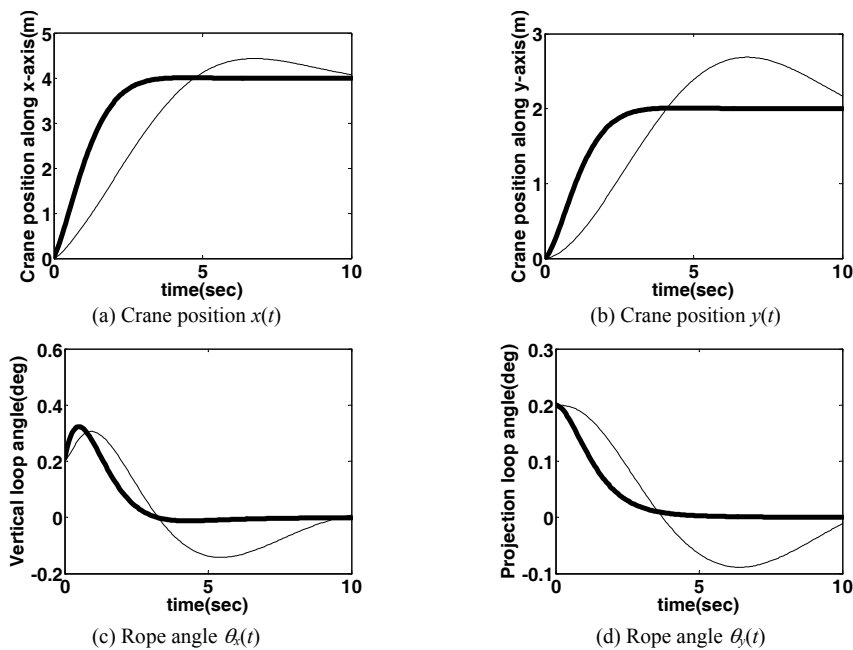 Crane position along x-axis(m)
5
4
3
2
1
0
0
5
10
time(sec)
(a) Crane position x(t)
Crane position along y-axis(m)
3
2
1
0
0
5
10
time(sec)
(b) Crane position y(t)
Vertical loop angle(deg)
0.6
0.4
0.2
0
-0.2
0
5
10
time(sec)
(c) Rope angle θx(t)
Projection loop angle(deg)
0.3
0.2
0.1
0
-0.1
0
5
10
time(sec)
(d) Rope angle θy(t)